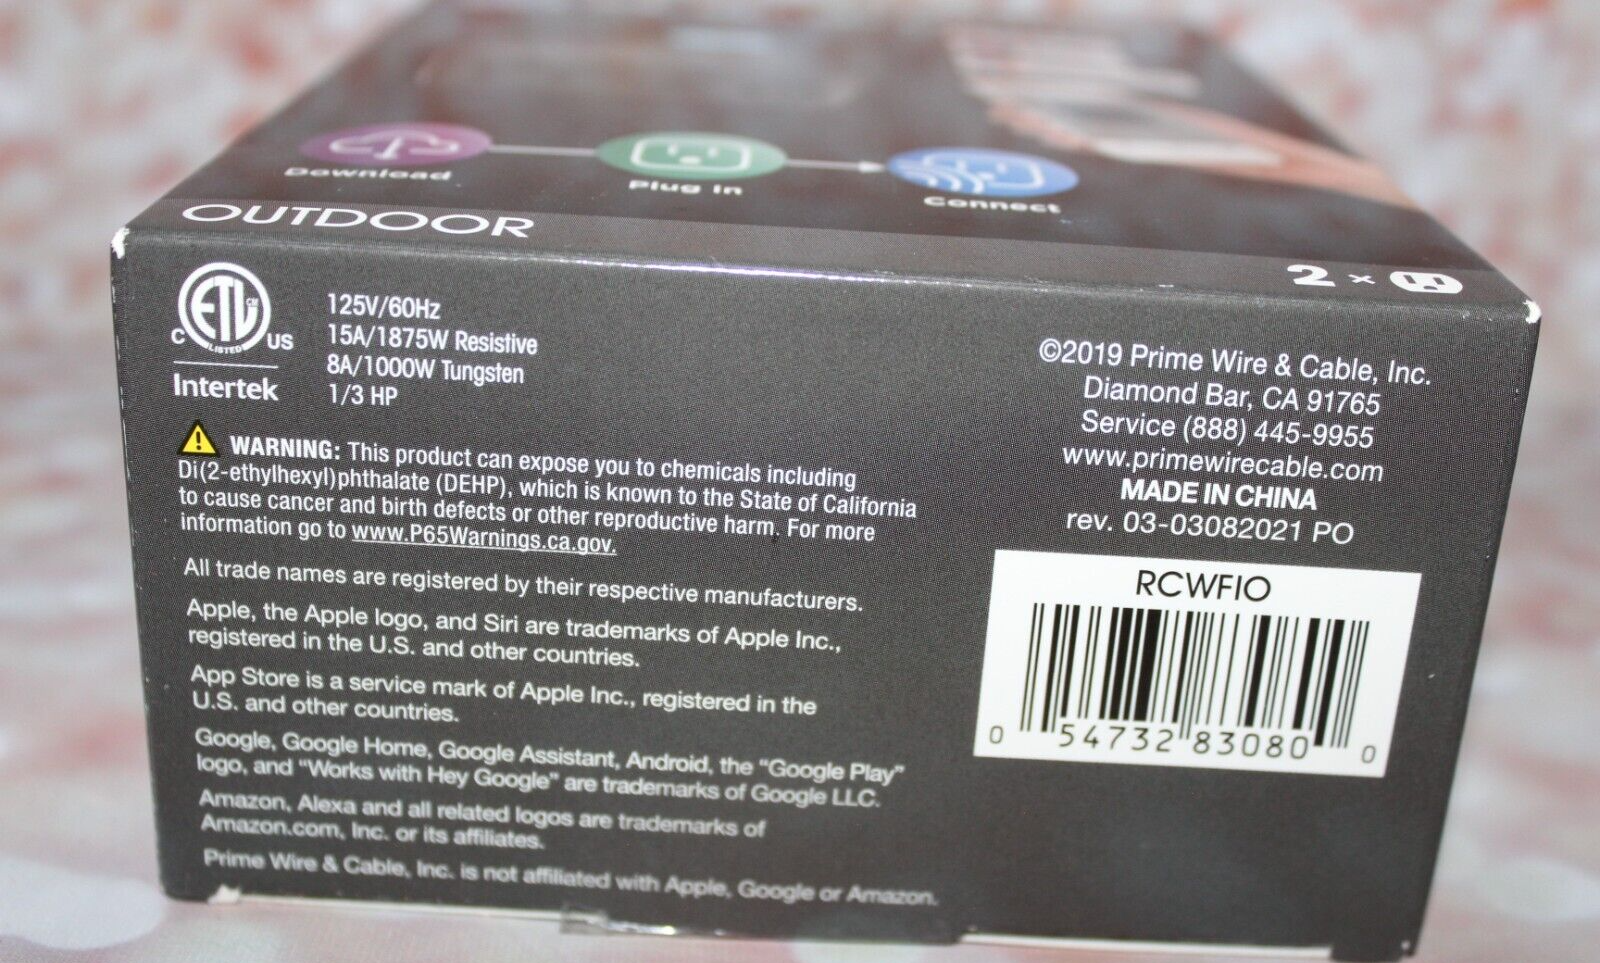 Download
Plug In
Connect
OUTDOOR
2 ×
ETL CM
LISTED
C US
Intertek
125V/60Hz
15A/1875W Resistive
8A/1000W Tungsten
1/3 HP
WARNING: This product can expose you to chemicals including
Di(2-ethylhexyl)phthalate (DEHP), which is known to the State of California
to cause cancer and birth defects or other reproductive harm. For more
information go to www.P65Warnings.ca.gov.
All trade names are registered by their respective manufacturers.
Apple, the Apple logo, and Siri are trademarks of Apple Inc.,
registered in the U.S. and other countries.
App Store is a service mark of Apple Inc., registered in the
U.S. and other countries.
Google, Google Home, Google Assistant, Android, the “Google Play”
logo, and “Works with Hey Google” are trademarks of Google LLC.
Amazon, Alexa and all related logos are trademarks of
Amazon.com, Inc. or its affiliates.
Prime Wire & Cable, Inc. is not affiliated with Apple, Google or Amazon.
©2019 Prime Wire & Cable, Inc.
Diamond Bar, CA 91765
Service (888) 445-9955
www.primewirecable.com
MADE IN CHINA
rev. 03-03082021 PO
RCWFIO
0 54732 83080 0